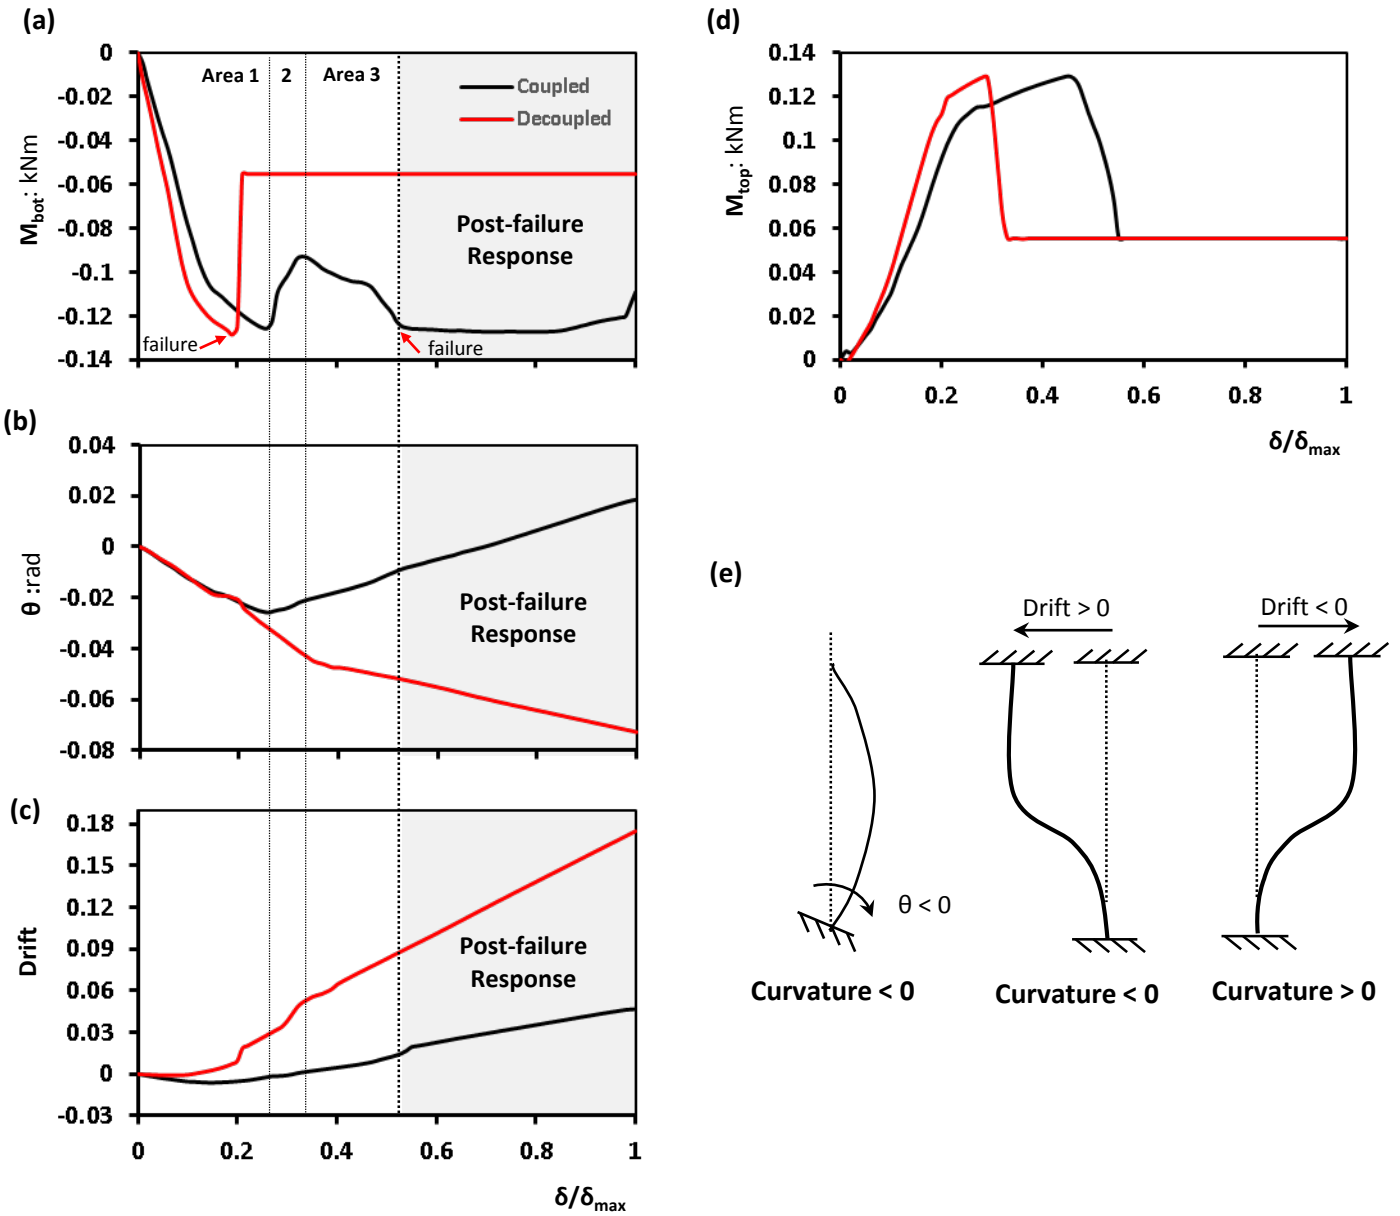 (a)
0
-0.02
-0.04
-0.06
-0.08
-0.1
-0.12
-0.14
M_bot: kNm
Area 1
2
Area 3
Coupled
Decoupled
Post-failure
Response
failure
failure
(b)
0.04
0.02
0
-0.02
-0.04
-0.06
-0.08
θ :rad
Post-failure
Response
(c)
0.18
0.15
0.12
0.09
0.06
0.03
0
-0.03
Drift
Post-failure
Response
0 0.2 0.4 0.6 0.8 1
δ/δmax
(d)
0.14
0.12
0.1
0.08
0.06
0.04
0.02
0
M_top: kNm
0 0.2 0.4 0.6 0.8 1
δ/δmax
(e)
Drift > 0
Drift < 0
θ < 0
Curvature < 0
Curvature < 0
Curvature > 0